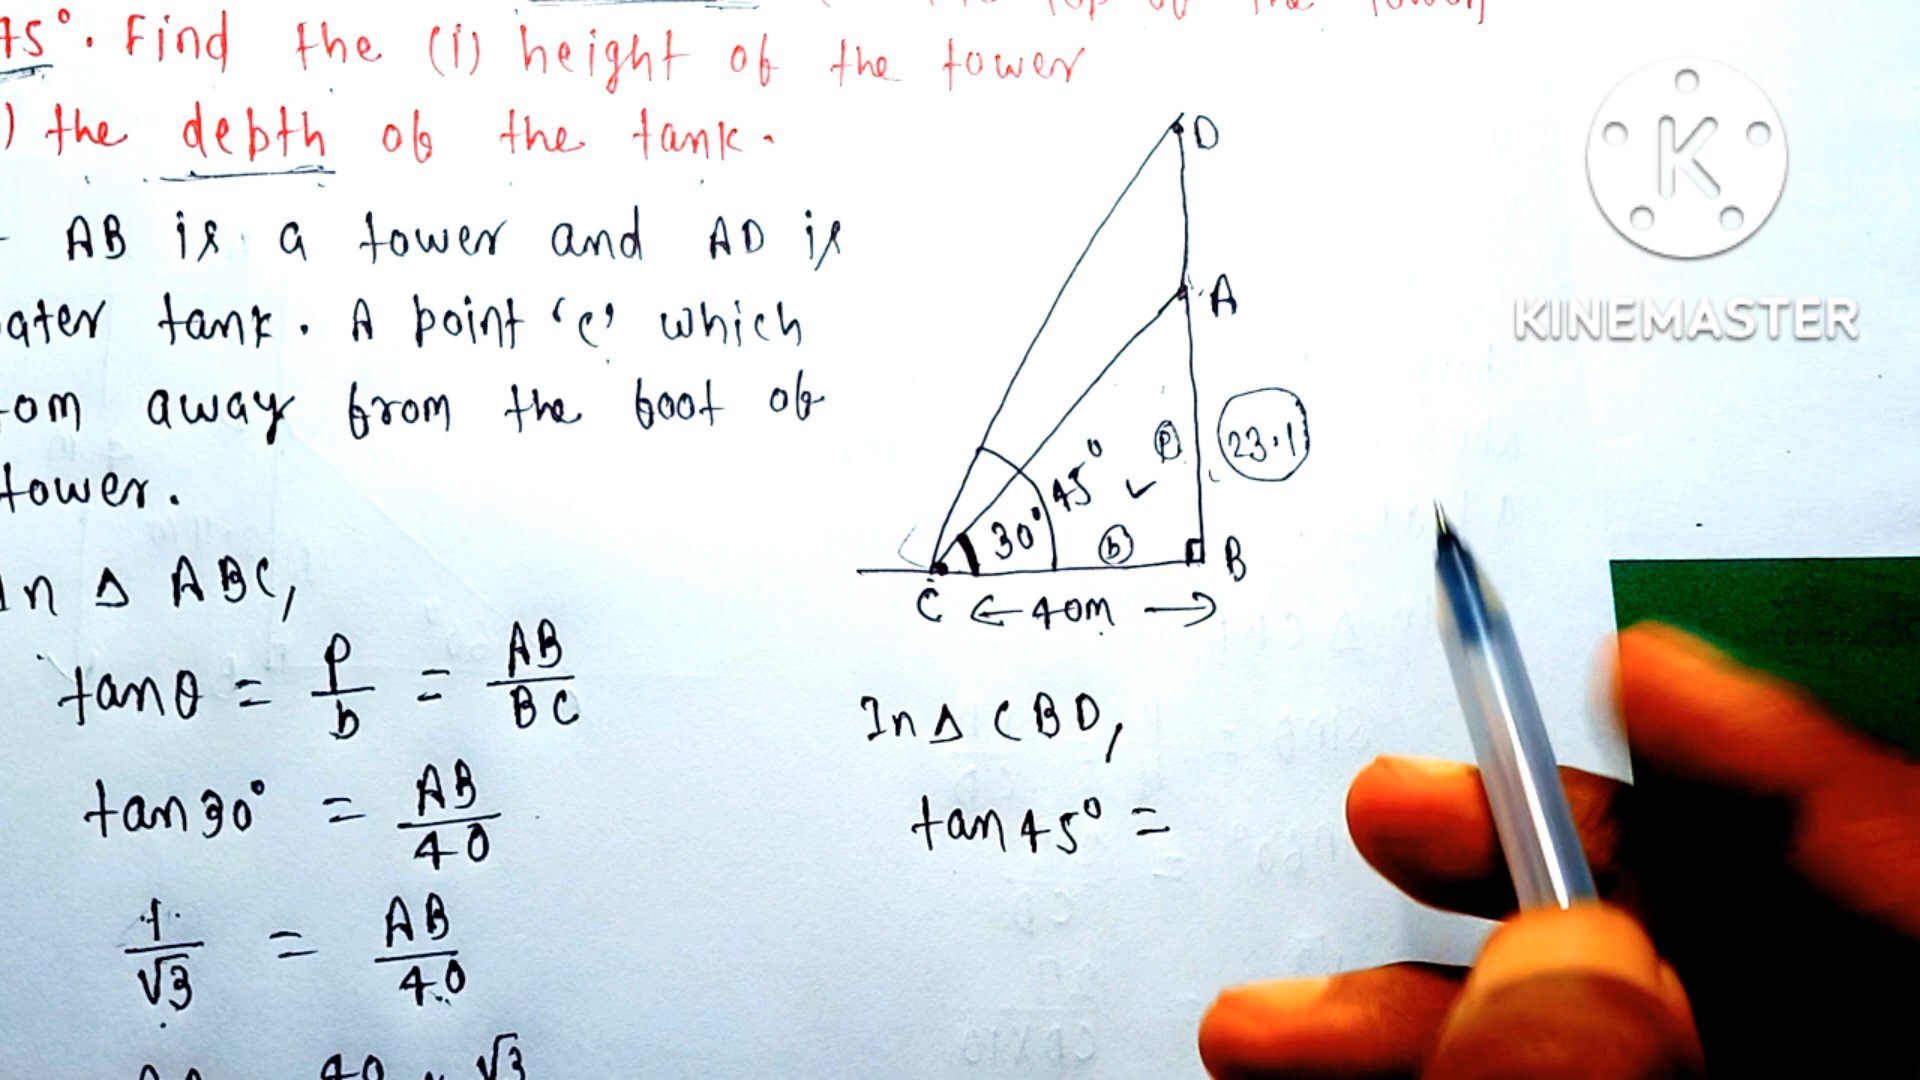 45°. Find the (i) height of the tower
) the depth of the tank.
AB is a tower and AD is
ater tank. A point 'c' which
om away from the foot of
tower.
In Δ ABC,
tanθ = p/b = AB/BC
tan30° = AB/40
1/√3 = AB/40
40 × √3
D
A
23.1
p
45°
30°
b
B
C ← 40m →
In Δ CBD,
tan45° =
K
KINEMASTER